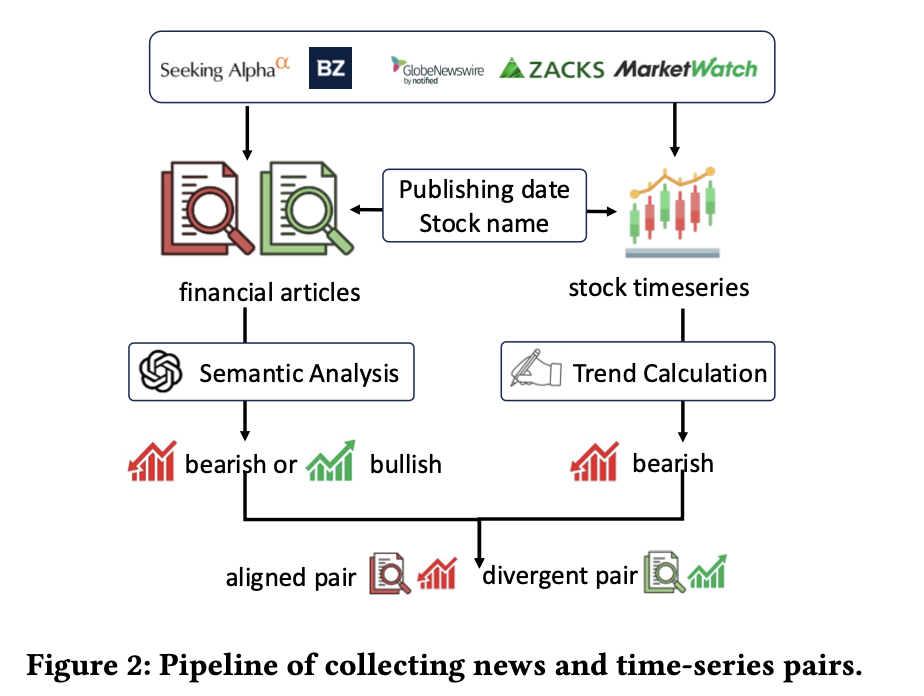 Seeking Alpha α
BZ
GlobeNewswire
by notified
ZACKS
MarketWatch
Publishing date
Stock name
financial articles
stock timeseries
Semantic Analysis
Trend Calculation
bearish or bullish
bearish
aligned pair
divergent pair
Figure 2: Pipeline of collecting news and time-series pairs.